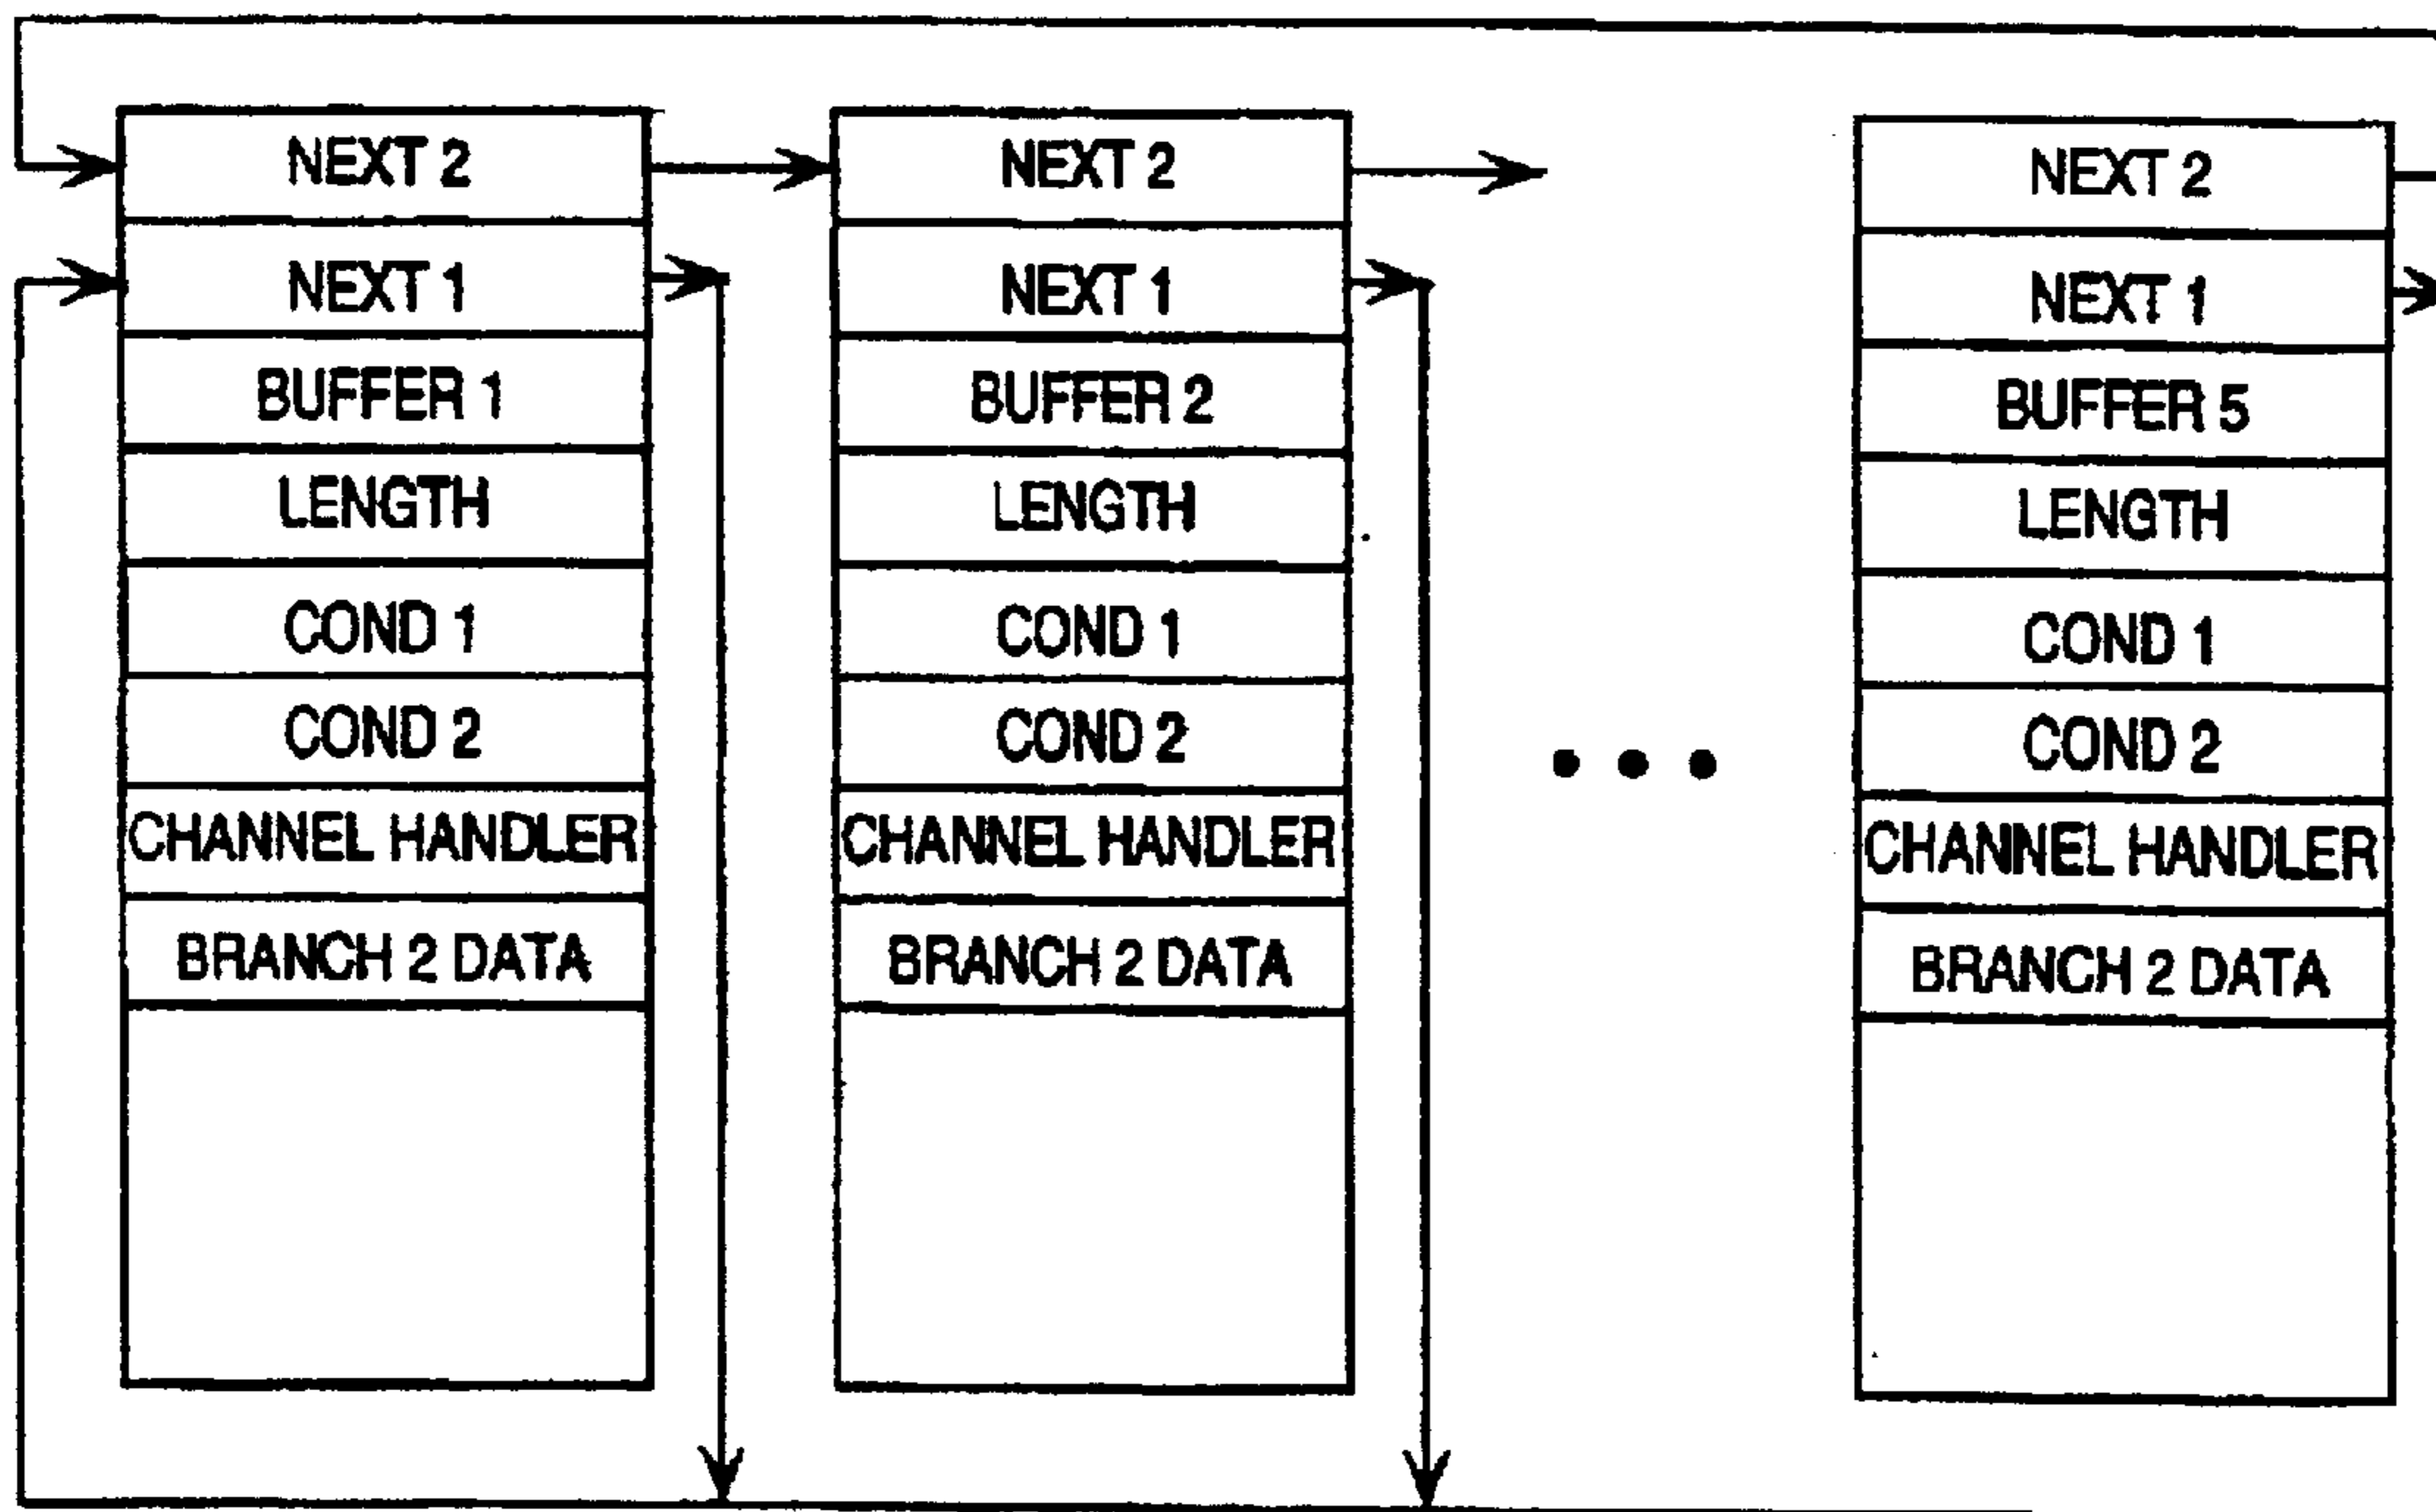 NEXT 2
NEXT 1
BUFFER 1
LENGTH
COND 1
COND 2
CHANNEL HANDLER
BRANCH 2 DATA
NEXT 2
NEXT 1
BUFFER 2
LENGTH
COND 1
COND 2
CHANNEL HANDLER
BRANCH 2 DATA
NEXT 2
NEXT 1
BUFFER 5
LENGTH
COND 1
COND 2
CHANNEL HANDLER
BRANCH 2 DATA